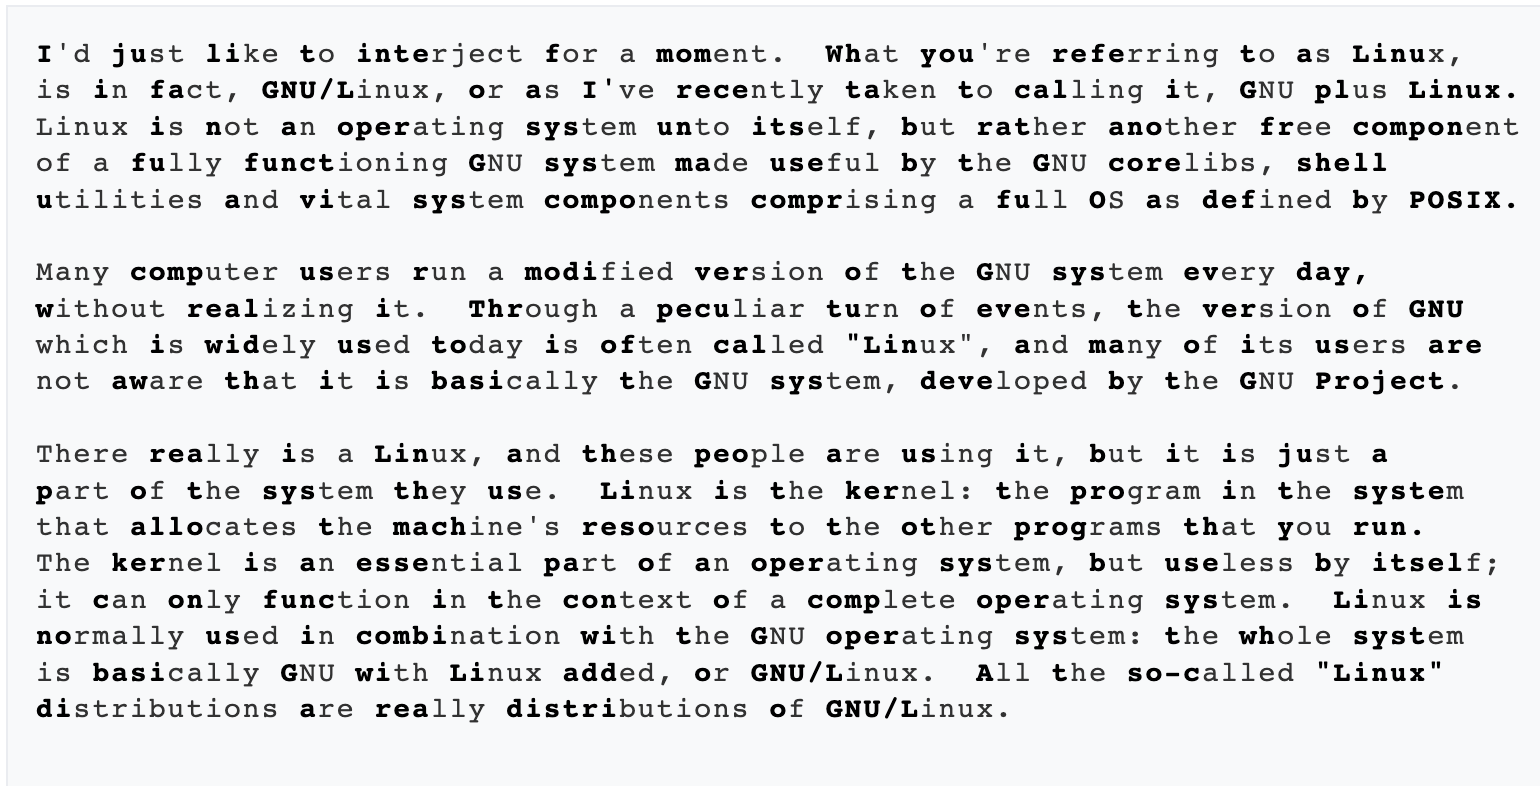 I'd just like to interject for a moment.  What you're referring to as Linux,
is in fact, GNU/Linux, or as I've recently taken to calling it, GNU plus Linux.
Linux is not an operating system unto itself, but rather another free component
of a fully functioning GNU system made useful by the GNU corelibs, shell
utilities and vital system components comprising a full OS as defined by POSIX.

Many computer users run a modified version of the GNU system every day,
without realizing it.  Through a peculiar turn of events, the version of GNU
which is widely used today is often called "Linux", and many of its users are
not aware that it is basically the GNU system, developed by the GNU Project.

There really is a Linux, and these people are using it, but it is just a
part of the system they use.  Linux is the kernel: the program in the system
that allocates the machine's resources to the other programs that you run.
The kernel is an essential part of an operating system, but useless by itself;
it can only function in the context of a complete operating system.  Linux is
normally used in combination with the GNU operating system: the whole system
is basically GNU with Linux added, or GNU/Linux.  All the so-called "Linux"
distributions are really distributions of GNU/Linux.